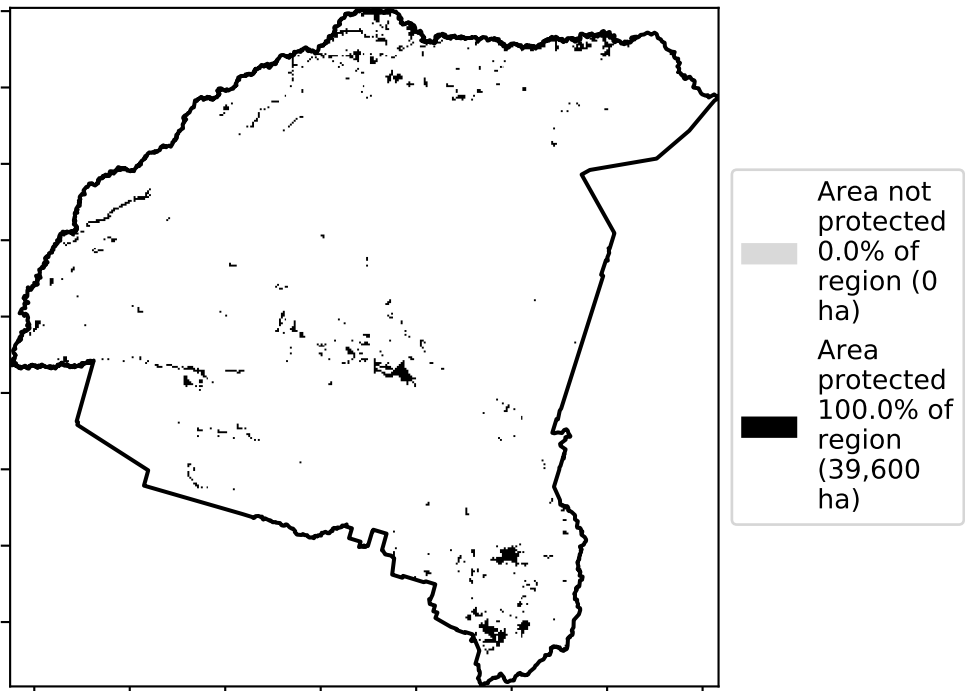 Area not
protected
0.0% of
region (0
ha)
Area
protected
100.0% of
region
(39,600
ha)